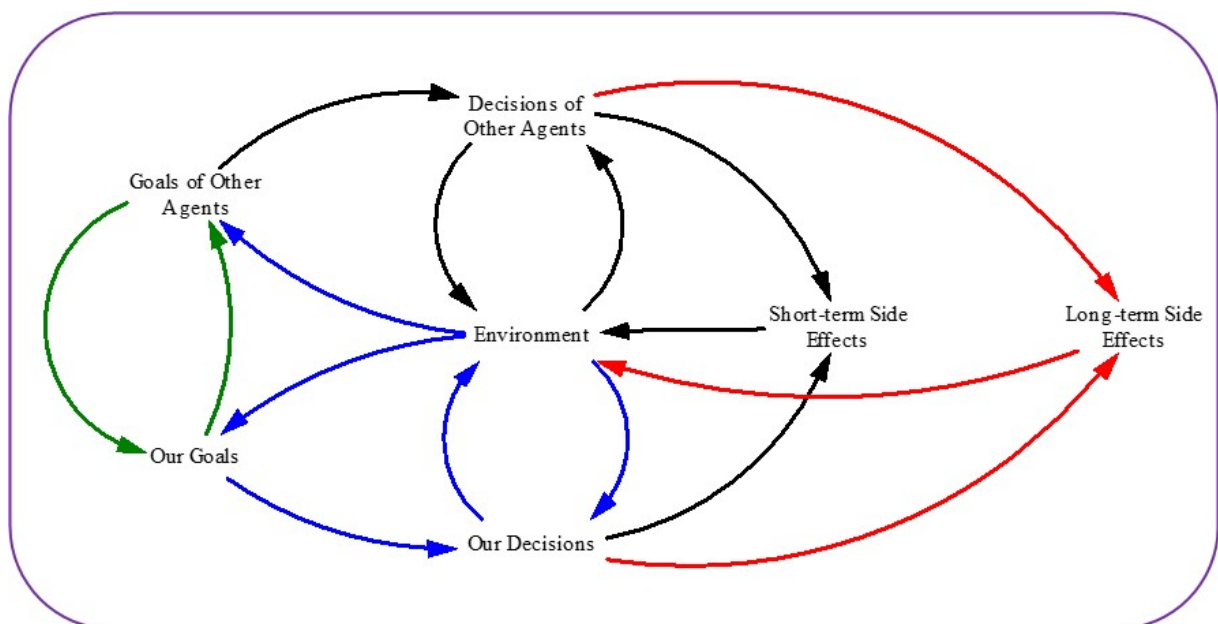 Decisions of
Other Agents
Goals of Other
Agents
Environment
Short-term Side
Effects
Long-term Side
Effects
Our Goals
Our Decisions